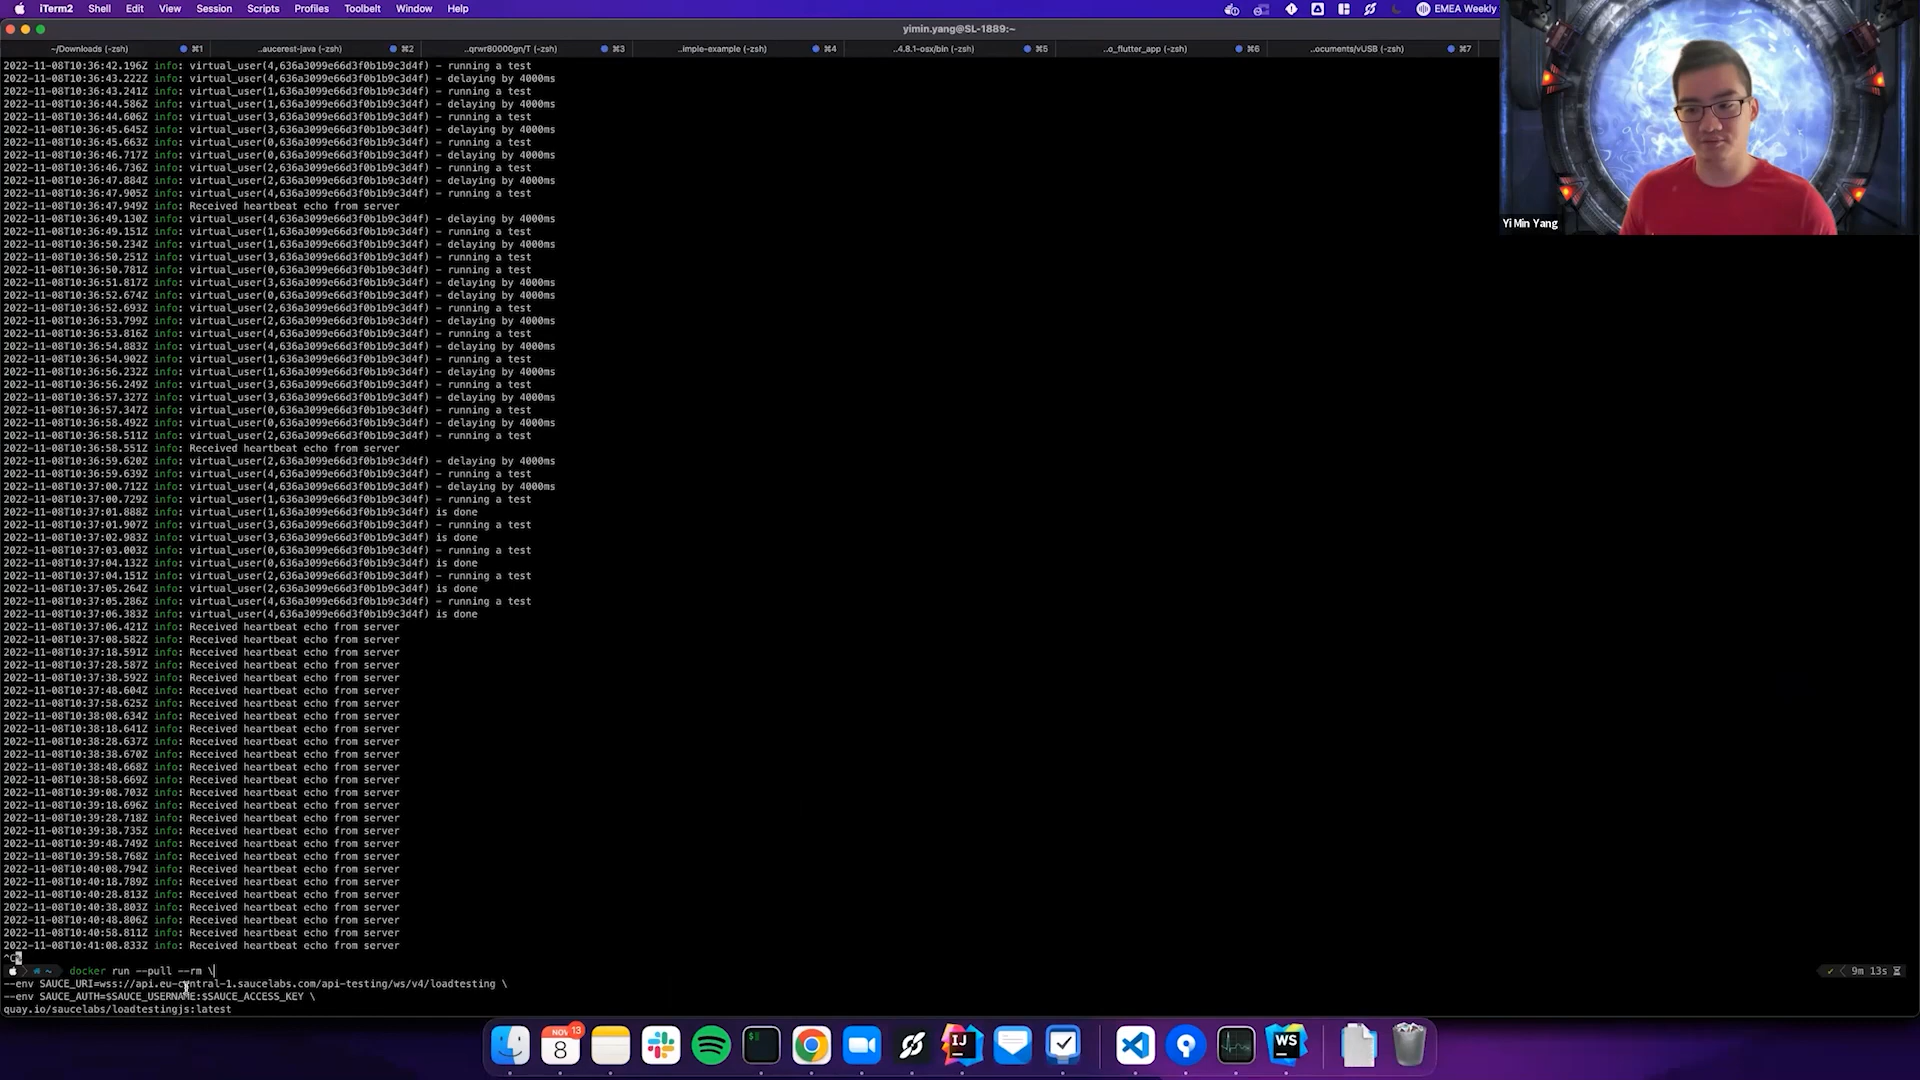 iTerm2 Shell Edit View Session Scripts Profiles Toolbelt Window Help EMEA Weekly
yimin.yang@SL-1889:~
~/Downloads (-zsh) ⌘1 ..aucerest-java (-zsh) ⌘2 ..qrwr80000gn/T (-zsh) ⌘3 ..imple-example (-zsh) ⌘4 ..4.8.1-osx/bin (-zsh) ⌘5 ..o_flutter_app (-zsh) ⌘6 ..ocuments/vUSB (-zsh) ⌘7
2022-11-08T10:36:42.196Z info: virtual_user(4,636a3099e66d3f0b1b9c3d4f) - running a test
2022-11-08T10:36:43.222Z info: virtual_user(4,636a3099e66d3f0b1b9c3d4f) - delaying by 4000ms
2022-11-08T10:36:43.241Z info: virtual_user(1,636a3099e66d3f0b1b9c3d4f) - running a test
2022-11-08T10:36:44.586Z info: virtual_user(1,636a3099e66d3f0b1b9c3d4f) - delaying by 4000ms
2022-11-08T10:36:44.606Z info: virtual_user(3,636a3099e66d3f0b1b9c3d4f) - running a test
2022-11-08T10:36:45.645Z info: virtual_user(3,636a3099e66d3f0b1b9c3d4f) - delaying by 4000ms
2022-11-08T10:36:45.663Z info: virtual_user(0,636a3099e66d3f0b1b9c3d4f) - running a test
2022-11-08T10:36:46.717Z info: virtual_user(0,636a3099e66d3f0b1b9c3d4f) - delaying by 4000ms
2022-11-08T10:36:46.736Z info: virtual_user(2,636a3099e66d3f0b1b9c3d4f) - running a test
2022-11-08T10:36:47.884Z info: virtual_user(2,636a3099e66d3f0b1b9c3d4f) - delaying by 4000ms
2022-11-08T10:36:47.905Z info: virtual_user(4,636a3099e66d3f0b1b9c3d4f) - running a test
2022-11-08T10:36:47.949Z info: Received heartbeat echo from server
2022-11-08T10:36:49.130Z info: virtual_user(4,636a3099e66d3f0b1b9c3d4f) - delaying by 4000ms
2022-11-08T10:36:49.151Z info: virtual_user(1,636a3099e66d3f0b1b9c3d4f) - running a test
2022-11-08T10:36:50.234Z info: virtual_user(1,636a3099e66d3f0b1b9c3d4f) - delaying by 4000ms
2022-11-08T10:36:50.251Z info: virtual_user(3,636a3099e66d3f0b1b9c3d4f) - running a test
2022-11-08T10:36:50.781Z info: virtual_user(0,636a3099e66d3f0b1b9c3d4f) - running a test
2022-11-08T10:36:51.817Z info: virtual_user(3,636a3099e66d3f0b1b9c3d4f) - delaying by 4000ms
2022-11-08T10:36:52.674Z info: virtual_user(0,636a3099e66d3f0b1b9c3d4f) - delaying by 4000ms
2022-11-08T10:36:52.693Z info: virtual_user(2,636a3099e66d3f0b1b9c3d4f) - running a test
2022-11-08T10:36:53.799Z info: virtual_user(2,636a3099e66d3f0b1b9c3d4f) - delaying by 4000ms
2022-11-08T10:36:53.816Z info: virtual_user(4,636a3099e66d3f0b1b9c3d4f) - running a test
2022-11-08T10:36:54.883Z info: virtual_user(4,636a3099e66d3f0b1b9c3d4f) - delaying by 4000ms
2022-11-08T10:36:54.902Z info: virtual_user(1,636a3099e66d3f0b1b9c3d4f) - running a test
2022-11-08T10:36:56.232Z info: virtual_user(1,636a3099e66d3f0b1b9c3d4f) - delaying by 4000ms
2022-11-08T10:36:56.249Z info: virtual_user(3,636a3099e66d3f0b1b9c3d4f) - running a test
2022-11-08T10:36:57.327Z info: virtual_user(3,636a3099e66d3f0b1b9c3d4f) - delaying by 4000ms
2022-11-08T10:36:57.347Z info: virtual_user(0,636a3099e66d3f0b1b9c3d4f) - running a test
2022-11-08T10:36:58.492Z info: virtual_user(0,636a3099e66d3f0b1b9c3d4f) - delaying by 4000ms
2022-11-08T10:36:58.511Z info: virtual_user(2,636a3099e66d3f0b1b9c3d4f) - running a test
2022-11-08T10:36:58.551Z info: Received heartbeat echo from server
2022-11-08T10:36:59.620Z info: virtual_user(2,636a3099e66d3f0b1b9c3d4f) - delaying by 4000ms
2022-11-08T10:36:59.639Z info: virtual_user(4,636a3099e66d3f0b1b9c3d4f) - running a test
2022-11-08T10:37:00.712Z info: virtual_user(4,636a3099e66d3f0b1b9c3d4f) - delaying by 4000ms
2022-11-08T10:37:00.729Z info: virtual_user(1,636a3099e66d3f0b1b9c3d4f) - running a test
2022-11-08T10:37:01.888Z info: virtual_user(1,636a3099e66d3f0b1b9c3d4f) is done
2022-11-08T10:37:01.907Z info: virtual_user(3,636a3099e66d3f0b1b9c3d4f) - running a test
2022-11-08T10:37:02.983Z info: virtual_user(3,636a3099e66d3f0b1b9c3d4f) is done
2022-11-08T10:37:03.003Z info: virtual_user(0,636a3099e66d3f0b1b9c3d4f) - running a test
2022-11-08T10:37:04.132Z info: virtual_user(0,636a3099e66d3f0b1b9c3d4f) is done
2022-11-08T10:37:04.151Z info: virtual_user(2,636a3099e66d3f0b1b9c3d4f) - running a test
2022-11-08T10:37:05.264Z info: virtual_user(2,636a3099e66d3f0b1b9c3d4f) is done
2022-11-08T10:37:05.286Z info: virtual_user(4,636a3099e66d3f0b1b9c3d4f) - running a test
2022-11-08T10:37:06.383Z info: virtual_user(4,636a3099e66d3f0b1b9c3d4f) is done
2022-11-08T10:37:06.421Z info: Received heartbeat echo from server
2022-11-08T10:37:08.582Z info: Received heartbeat echo from server
2022-11-08T10:37:18.591Z info: Received heartbeat echo from server
2022-11-08T10:37:28.587Z info: Received heartbeat echo from server
2022-11-08T10:37:38.592Z info: Received heartbeat echo from server
2022-11-08T10:37:48.604Z info: Received heartbeat echo from server
2022-11-08T10:37:58.625Z info: Received heartbeat echo from server
2022-11-08T10:38:08.634Z info: Received heartbeat echo from server
2022-11-08T10:38:18.641Z info: Received heartbeat echo from server
2022-11-08T10:38:28.637Z info: Received heartbeat echo from server
2022-11-08T10:38:38.670Z info: Received heartbeat echo from server
2022-11-08T10:38:48.668Z info: Received heartbeat echo from server
2022-11-08T10:38:58.669Z info: Received heartbeat echo from server
2022-11-08T10:39:08.703Z info: Received heartbeat echo from server
2022-11-08T10:39:18.696Z info: Received heartbeat echo from server
2022-11-08T10:39:28.718Z info: Received heartbeat echo from server
2022-11-08T10:39:38.735Z info: Received heartbeat echo from server
2022-11-08T10:39:48.749Z info: Received heartbeat echo from server
2022-11-08T10:39:58.768Z info: Received heartbeat echo from server
2022-11-08T10:40:08.794Z info: Received heartbeat echo from server
2022-11-08T10:40:18.789Z info: Received heartbeat echo from server
2022-11-08T10:40:28.813Z info: Received heartbeat echo from server
2022-11-08T10:40:38.803Z info: Received heartbeat echo from server
2022-11-08T10:40:48.806Z info: Received heartbeat echo from server
2022-11-08T10:40:58.811Z info: Received heartbeat echo from server
2022-11-08T10:41:08.833Z info: Received heartbeat echo from server
^C%
~ docker run --pull --rm \ ✓ 9m 13s
--env SAUCE_URI=wss://api.eu-central-1.saucelabs.com/api-testing/ws/v4/loadtesting \
--env SAUCE_AUTH=$SAUCE_USERNAME:$SAUCE_ACCESS_KEY \
quay.io/saucelabs/loadtestingjs:latest
Yi Min Yang
NOV 13
8
IJ
WS